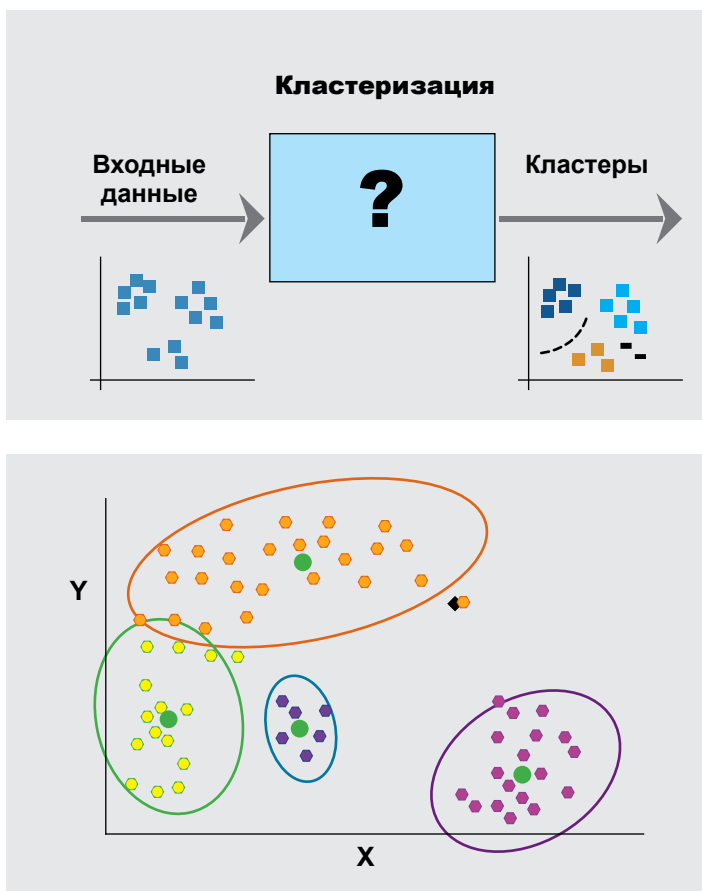 Кластеризация
Входные
данные
?
Кластеры
Y
X